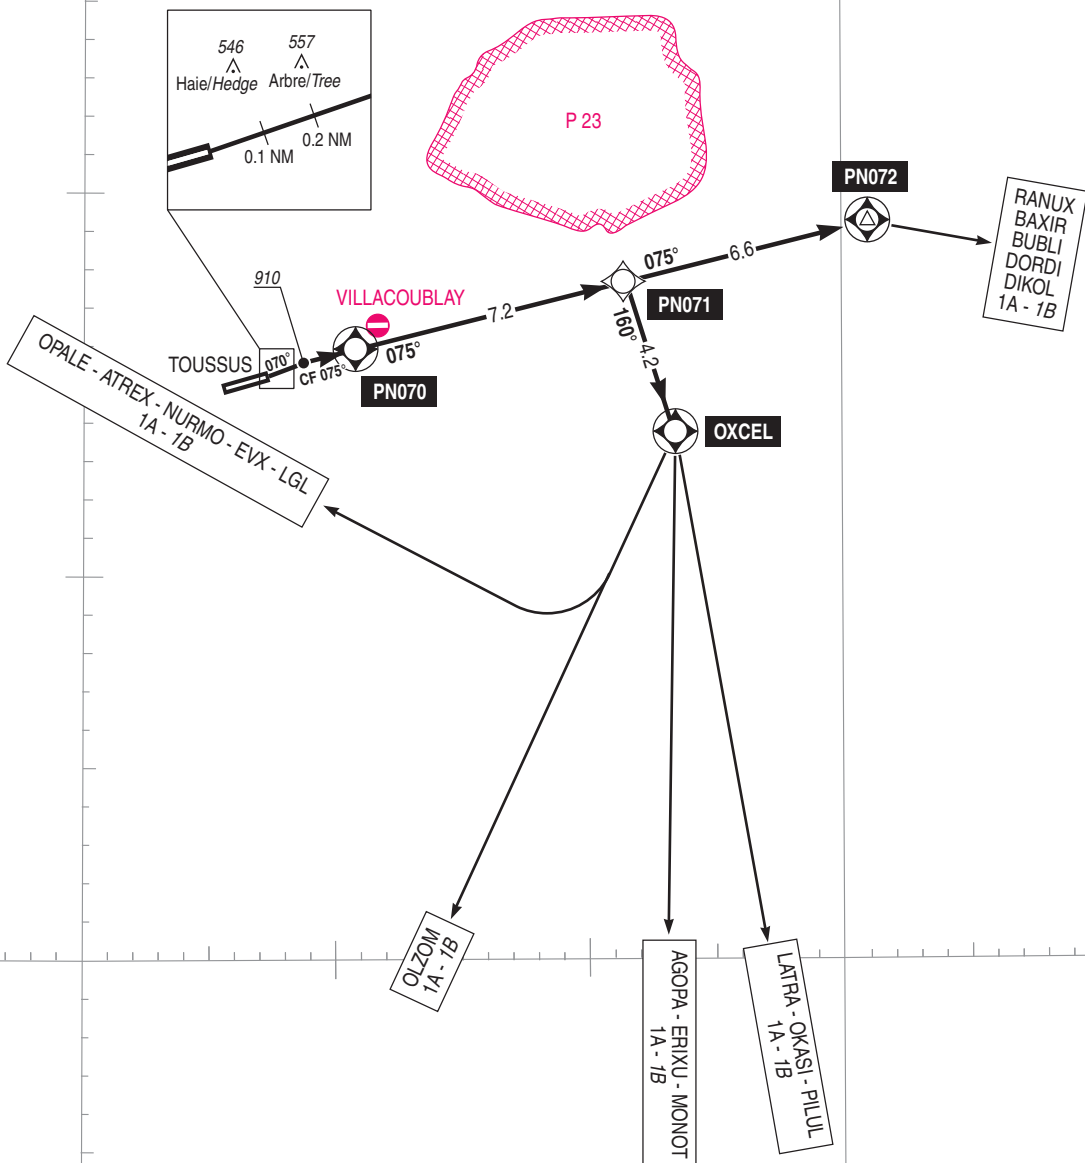 546
557
Haie/Hedge
Arbre/Tree
0.2 NM
0.1 NM
P 23
PN072
RANUX
BAXIR
BUBLI
DORDI
DIKOL
1A - 1B
075°
6.6
910
VILLACOUBLAY
PN071
7.2
160°
4.2
TOUSSUS
070°
CF 075°
075°
PN070
OPALE - ATREX - NURMO - EVX - LGL
1A - 1B
OXCEL
OLZOM
1A - 1B
AGOPA - ERIXU - MONOT
1A - 1B
LATRA - OKASI - PILUL
1A - 1B